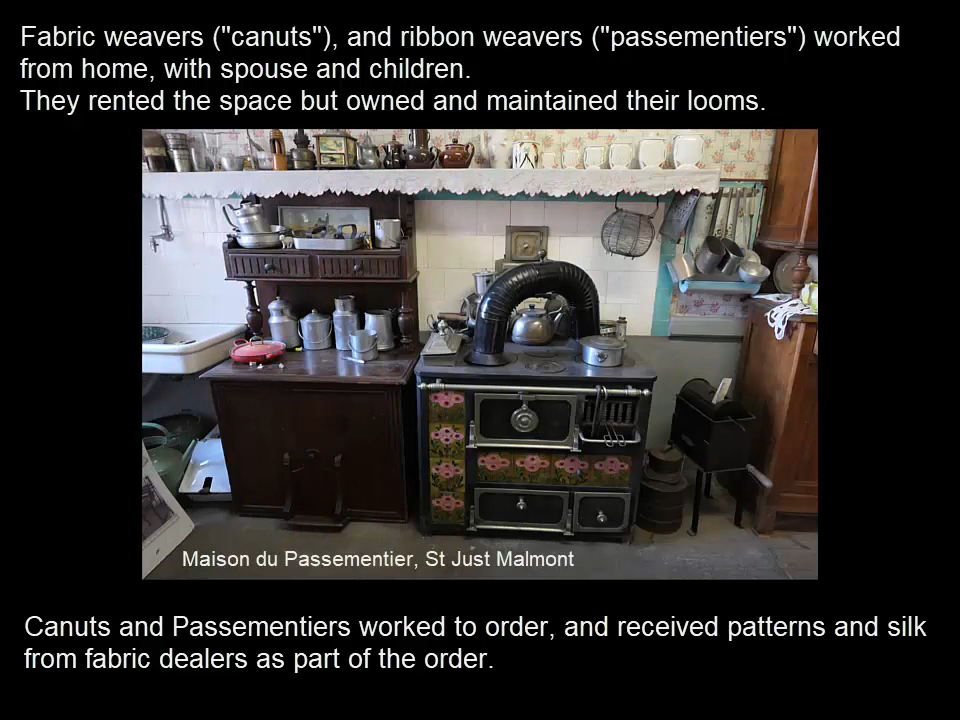 Fabric weavers ("canuts"), and ribbon weavers ("passementiers") worked
from home, with spouse and children.
They rented the space but owned and maintained their looms.
Maison du Passementier, St Just Malmont
Canuts and Passementiers worked to order, and received patterns and silk
from fabric dealers as part of the order.